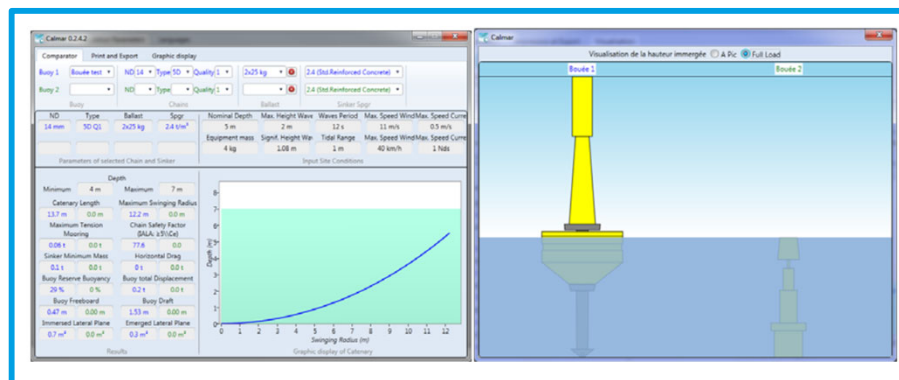 Calmar 0.2.4.2
Comparator Print and Export Graphic display
Buoy 1 Bouée test ND 14 Type 5D Quality 1 2x25 kg 2.4 (Std.Reinforced Concrete)
Buoy 2 ND Type Quality 2.4 (Std.Reinforced Concrete)
Buoy Chains Ballast Sinker Spgr
ND Type Ballast Spgr Nominal Depth Max. Height Wave Waves Period Max. Speed Wind Max. Speed Curre
14 mm 5D Q1 2x25 kg 2.4 t/m³ 5 m 2 m 12 s 11 m/s 0.5 m/s
Equipment mass Signif. Height Wav Tidal Range Max. Speed Wind Max. Speed Curre
4 kg 1.08 m 1 m 40 km/h 1 Nds
Parameters of selected Chain and Sinker Input Site Conditions
Depth
Minimum 4 m Maximum 7 m
Catenary Length Maximum Swinging Radius
13.7 m 0.0 m 12.2 m 0.0 m
Maximum Tension Mooring Chain Safety Factor
0.06 t 0.0 t 77.6 0.0
Sinker Minimum Mass Horizontal Drag
0.1 t 0.0 t 0 t 0.0 t
Buoy Reserve Buoyancy Buoy total Displacement
29 % 0 % 0.2 t 0.0 t
Buoy Freeboard Buoy Draft
0.47 m 0.00 m 1.53 m 0.00 m
Immersed Lateral Plane Emerged Lateral Plane
0.7 m² 0.0 m² 0.3 m² 0.0 m²
Results
Depth (m)
8
7
6
5
4
3
2
1
0
0 1 2 3 4 5 6 7 8 9 10 11 12
Swinging Radius (m)
Graphic display of Catenary
Calmar
Visualisation de la hauteur immergée A Pic Full Load
Bouée 1 Bouée 2